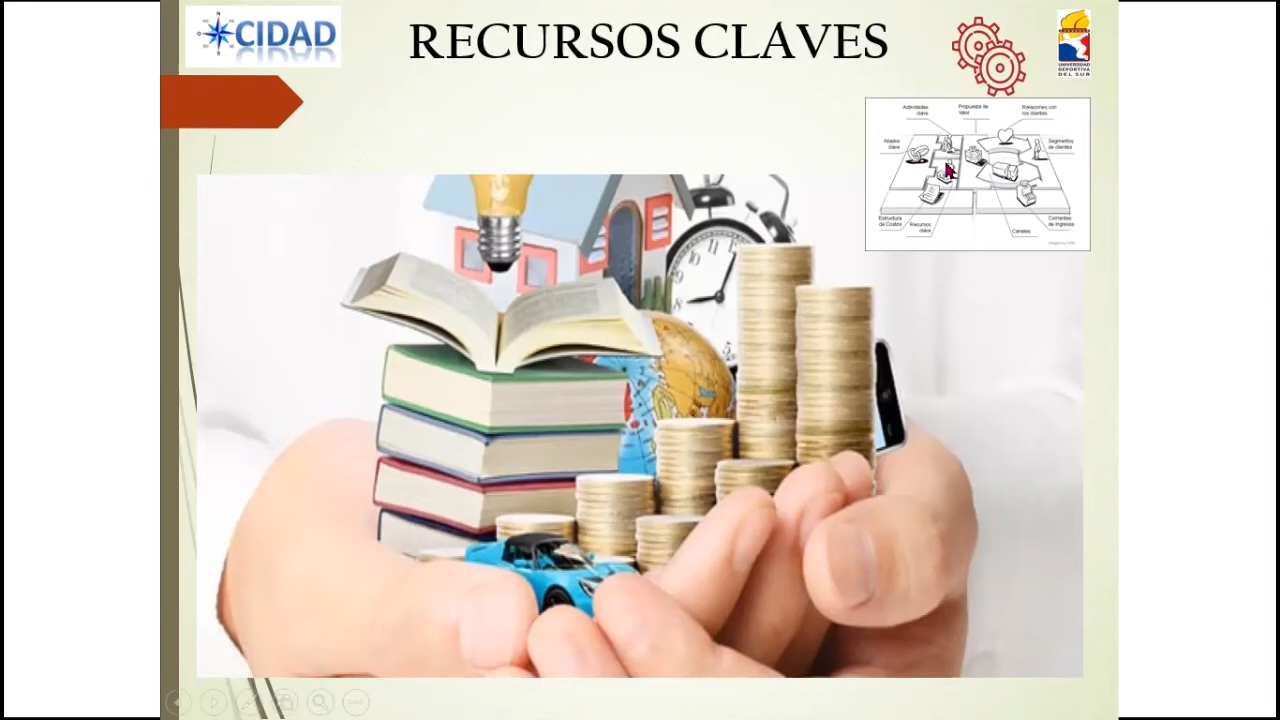 CIDAD
RECURSOS CLAVES
UNIVERSIDAD
DEPORTIVA
DEL SUR
Actividades
clave
Propuesta de
Valor
Relaciones con
los clientes
Aliados
clave
Segmentos
de clientes
Estructura
de Costos
Recursos
clave
Canales
Corrientes
de Ingresos